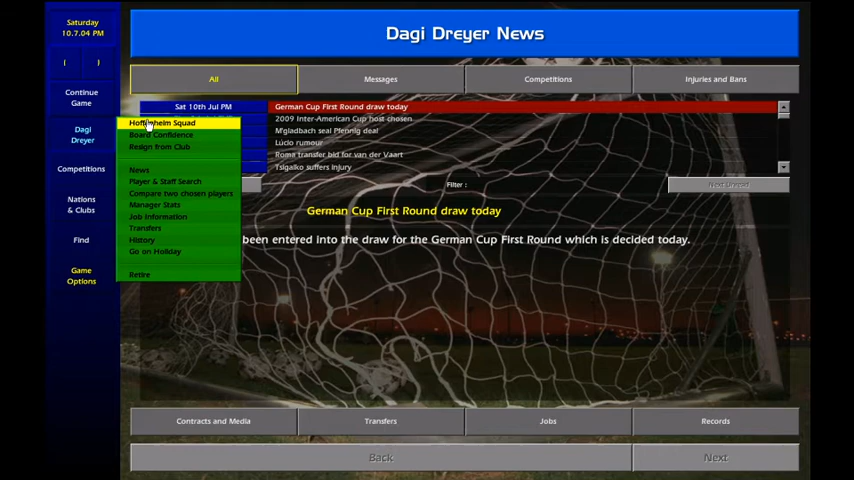 Saturday
10.7.04 PM
Dagi Dreyer News
All
Messages
Competitions
Injuries and Bans
Continue
Game
Dagi
Dreyer
Competitions
Nations
& Clubs
Find
Game
Options
Hoffenheim Squad
Board Confidence
Resign from Club
News
Player & Staff Search
Compare two chosen players
Manager Stats
Job Information
Transfers
History
Go on Holiday
Retire
Sat 10th Jul PM
German Cup First Round draw today
2009 Inter-American Cup host chosen
M'gladbach seal Plennig deal
Lúcio rumour
Roma transfer bid for van der Vaart
Tsigalko suffers injury
Filter :
Next Unread
German Cup First Round draw today
been entered into the draw for the German Cup First Round which is decided today.
Contracts and Media
Transfers
Jobs
Records
Back
Next